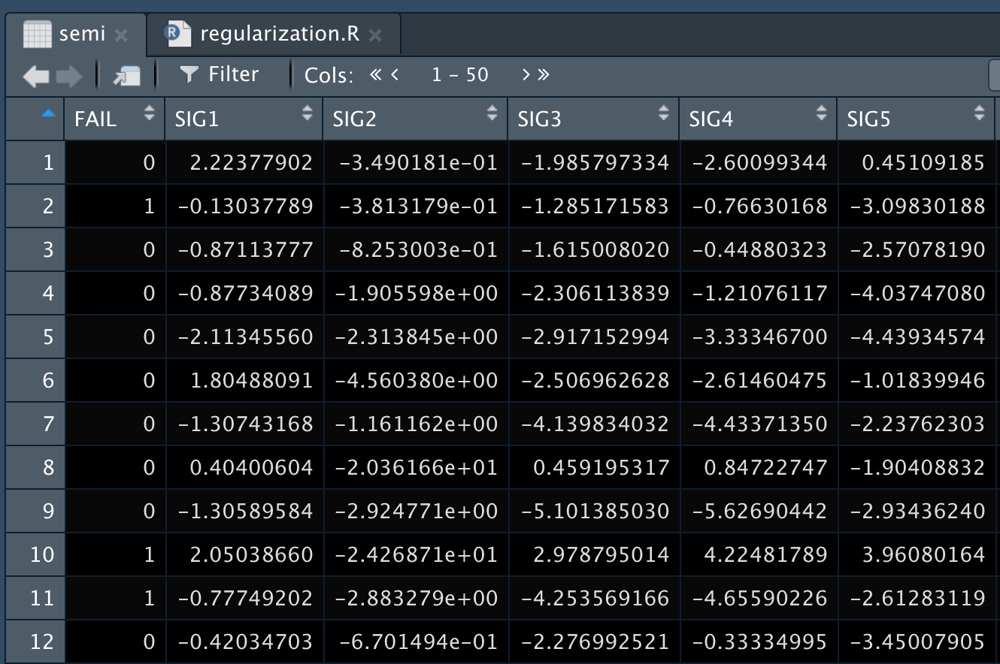 semi × regularization.R ×
Filter Cols: « < 1 - 50 > »
FAIL SIG1 SIG2 SIG3 SIG4 SIG5
1 0 2.22377902 -3.490181e-01 -1.985797334 -2.60099344 0.45109185
2 1 -0.13037789 -3.813179e-01 -1.285171583 -0.76630168 -3.09830188
3 0 -0.87113777 -8.253003e-01 -1.615008020 -0.44880323 -2.57078190
4 0 -0.87734089 -1.905598e+00 -2.306113839 -1.21076117 -4.03747080
5 0 -2.11345560 -2.313845e+00 -2.917152994 -3.33346700 -4.43934574
6 0 1.80488091 -4.560380e+00 -2.506962628 -2.61460475 -1.01839946
7 0 -1.30743168 -1.161162e+00 -4.139834032 -4.43371350 -2.23762303
8 0 0.40400604 -2.036166e+01 0.459195317 0.84722747 -1.90408832
9 0 -1.30589584 -2.924771e+00 -5.101385030 -5.62690442 -2.93436240
10 1 2.05038660 -2.426871e+01 2.978795014 4.22481789 3.96080164
11 1 -0.77749202 -2.883279e+00 -4.253569166 -4.65590226 -2.61283119
12 0 -0.42034703 -6.701494e-01 -2.276992521 -0.33334995 -3.45007905